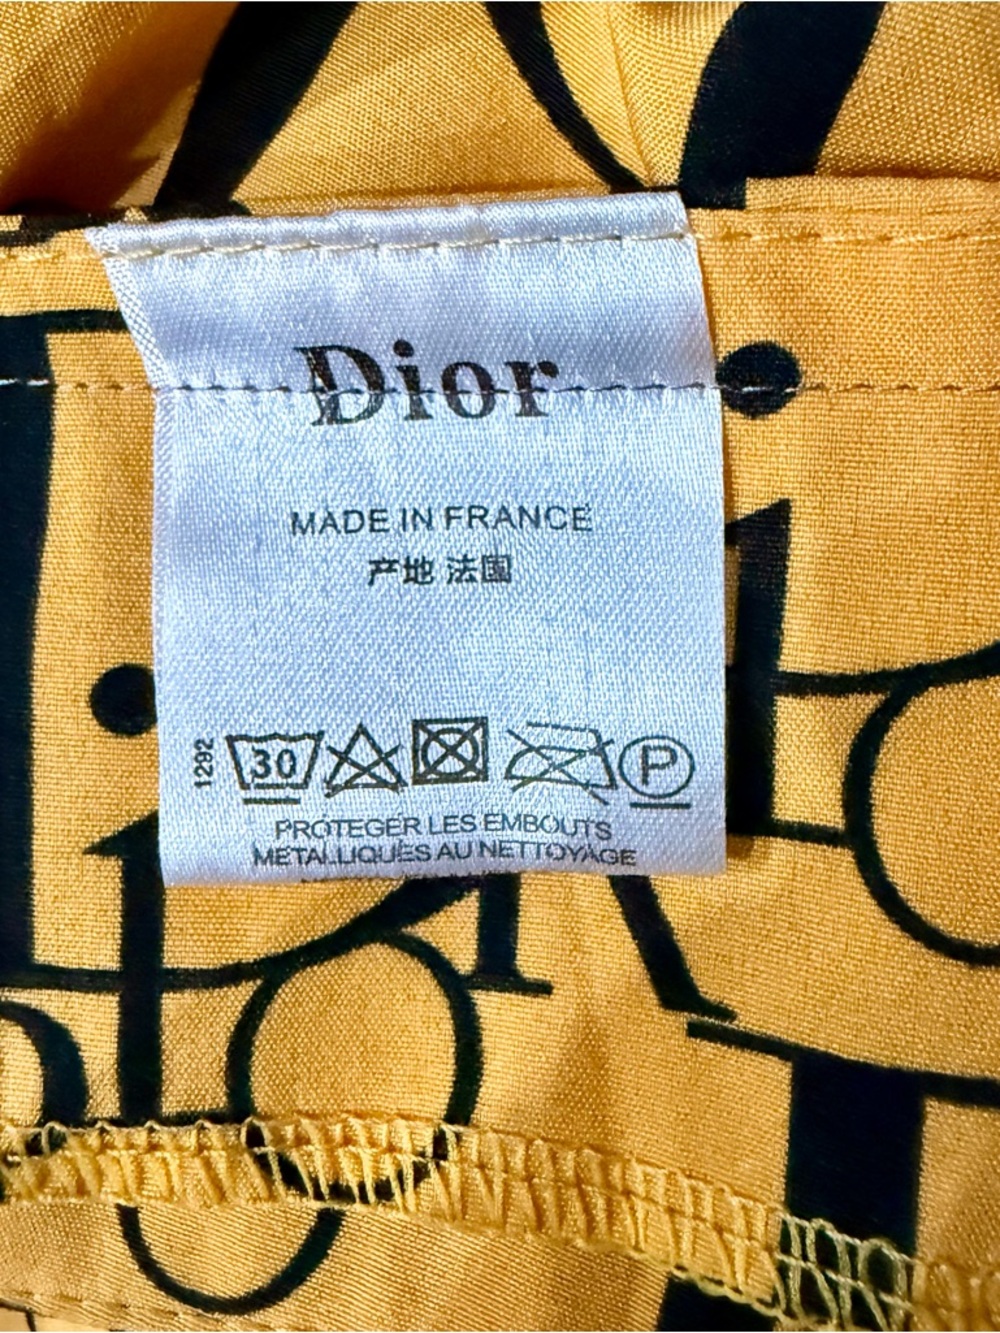 Dior
MADE IN FRANCE
产地 法国
1292
30
P
PROTEGER LES EMBOUTS
METALLIQUES AU NETTOYAGE